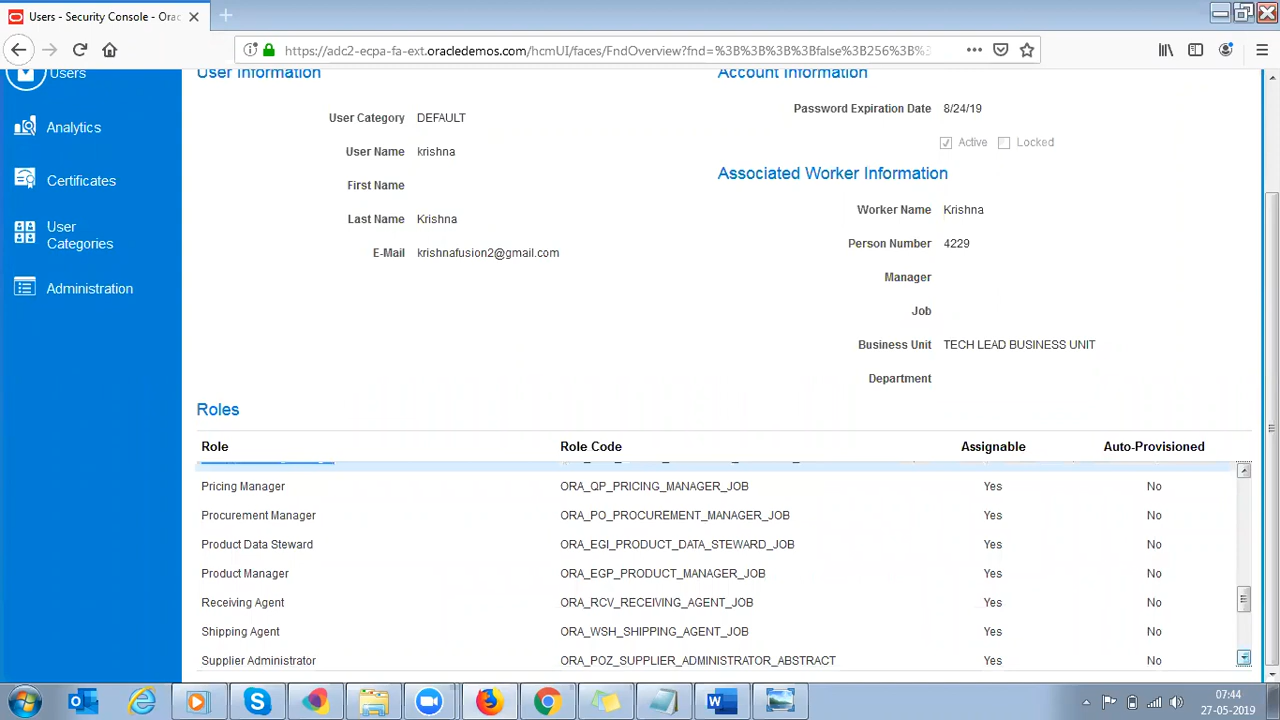 Users - Security Console - Orac
https://adc2-ecpa-fa-ext.oracledemos.com/hcmUI/faces/FndOverview?fnd=%3B%3B%3B%3Bfalse%3B256%3B%3
Users
Analytics
Certificates
User
Categories
Administration
User Information
User Category DEFAULT
User Name krishna
First Name
Last Name Krishna
E-Mail krishnafusion2@gmail.com
Account Information
Password Expiration Date 8/24/19
Active Locked
Associated Worker Information
Worker Name Krishna
Person Number 4229
Manager
Job
Business Unit TECH LEAD BUSINESS UNIT
Department
Roles
Role Role Code Assignable Auto-Provisioned
Pricing Manager ORA_QP_PRICING_MANAGER_JOB Yes No
Procurement Manager ORA_PO_PROCUREMENT_MANAGER_JOB Yes No
Product Data Steward ORA_EGI_PRODUCT_DATA_STEWARD_JOB Yes No
Product Manager ORA_EGP_PRODUCT_MANAGER_JOB Yes No
Receiving Agent ORA_RCV_RECEIVING_AGENT_JOB Yes No
Shipping Agent ORA_WSH_SHIPPING_AGENT_JOB Yes No
Supplier Administrator ORA_POZ_SUPPLIER_ADMINISTRATOR_ABSTRACT Yes No
07:44
27-05-2019